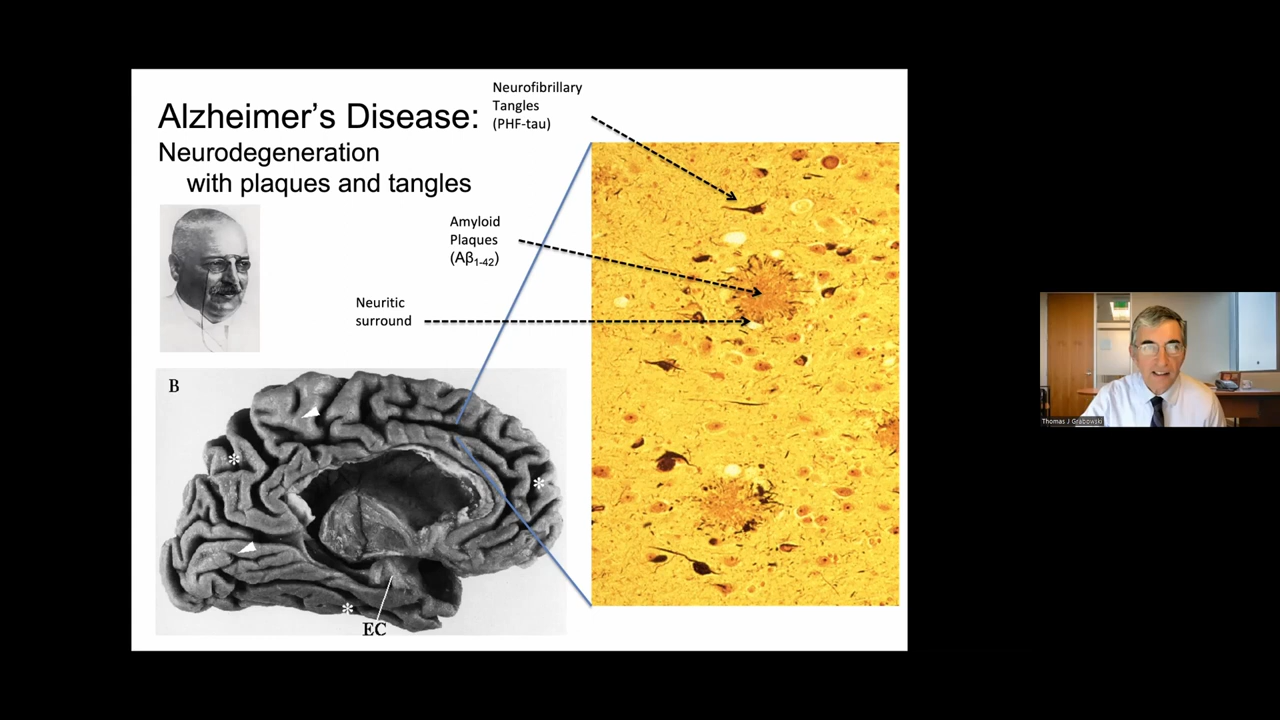 Alzheimer's Disease:
Neurodegeneration
with plaques and tangles
Neurofibrillary
Tangles
(PHF-tau)
Amyloid
Plaques
(Aβ1-42)
Neuritic
surround
B
EC
Thomas J Grabowski